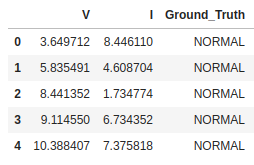 V I Ground_Truth
0 3.649712 8.446110 NORMAL
1 5.835491 4.608704 NORMAL
2 8.441352 1.734774 NORMAL
3 9.114550 6.734352 NORMAL
4 10.388407 7.375818 NORMAL